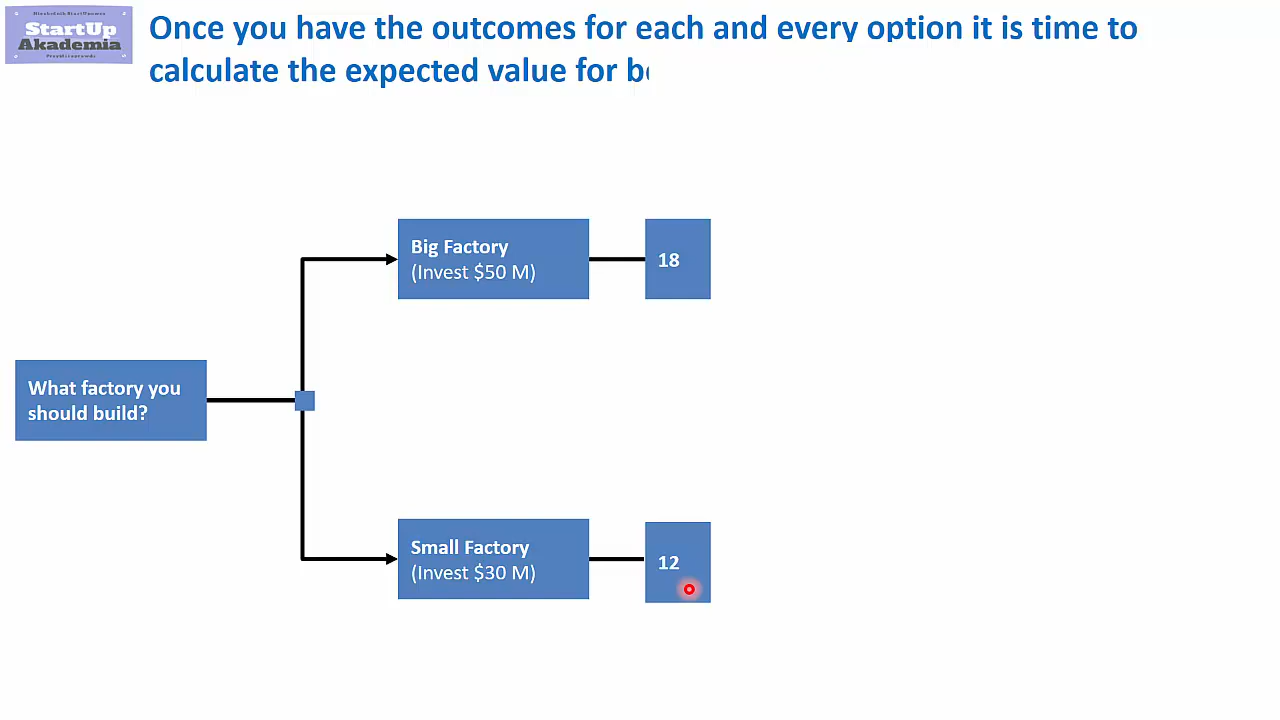 StartUp
Akademia
Once you have the outcomes for each and every option it is time to
calculate the expected value for
Big Factory
(Invest $50 M)
18
What factory you
should build?
Small Factory
(Invest $30 M)
12